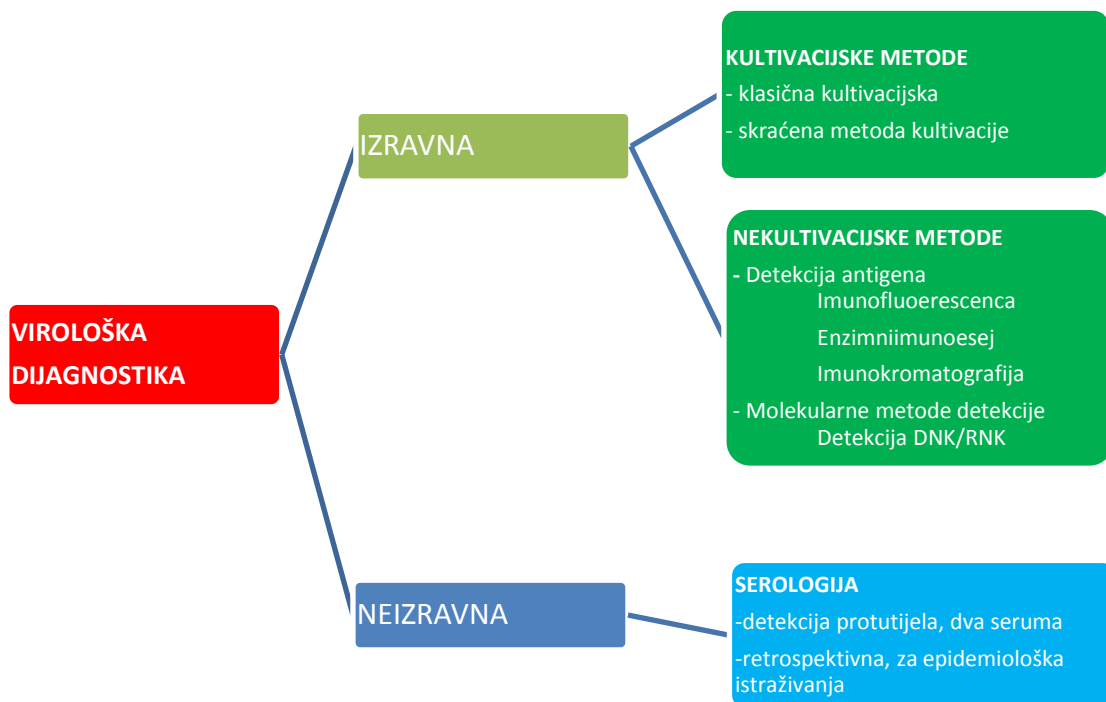 VIROLOŠKA
DIJAGNOSTIKA
IZRAVNA
KULTIVACIJSKE METODE
- klasična kultivacijska
- skraćena metoda kultivacije
NEKULTIVACIJSKE METODE
- Detekcija antigena
Imunofluoerescenca
Enzimniimunoesej
Imunokromatografija
- Molekularne metode detekcije
Detekcija DNK/RNK
NEIZRAVNA
SEROLOGIJA
-detekcija protutijela, dva seruma
-retrospektivna, za epidemiološka
istraživanja